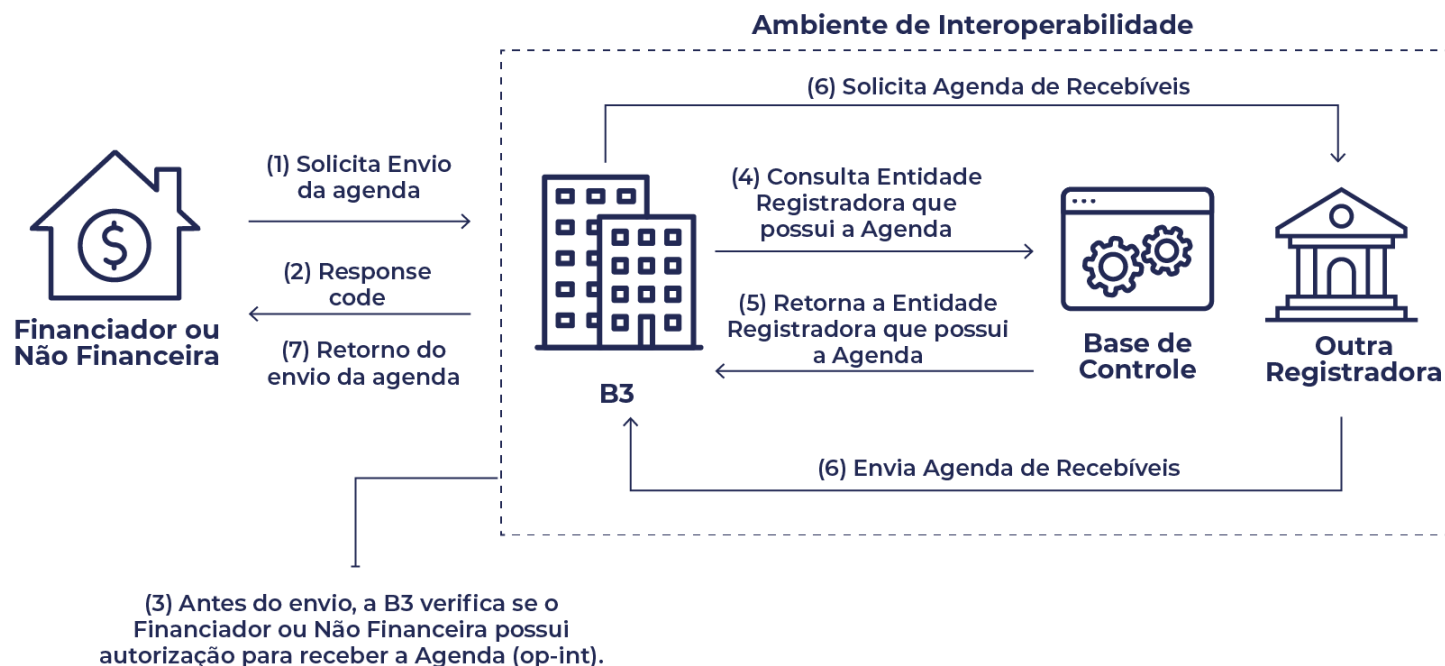 Ambiente de Interoperabilidade
(6) Solicita Agenda de Recebíveis
(1) Solicita Envio
da agenda
(2) Response
code
(7) Retorno do
envio da agenda
Financiador ou
Não Financeira
(4) Consulta Entidade
Registradora que
possui a Agenda
(5) Retorna a Entidade
Registradora que possui
a Agenda
B3
Base de
Controle
Outra
Registradora
(6) Envia Agenda de Recebíveis
(3) Antes do envio, a B3 verifica se o
Financiador ou Não Financeira possui
autorização para receber a Agenda (op-int).